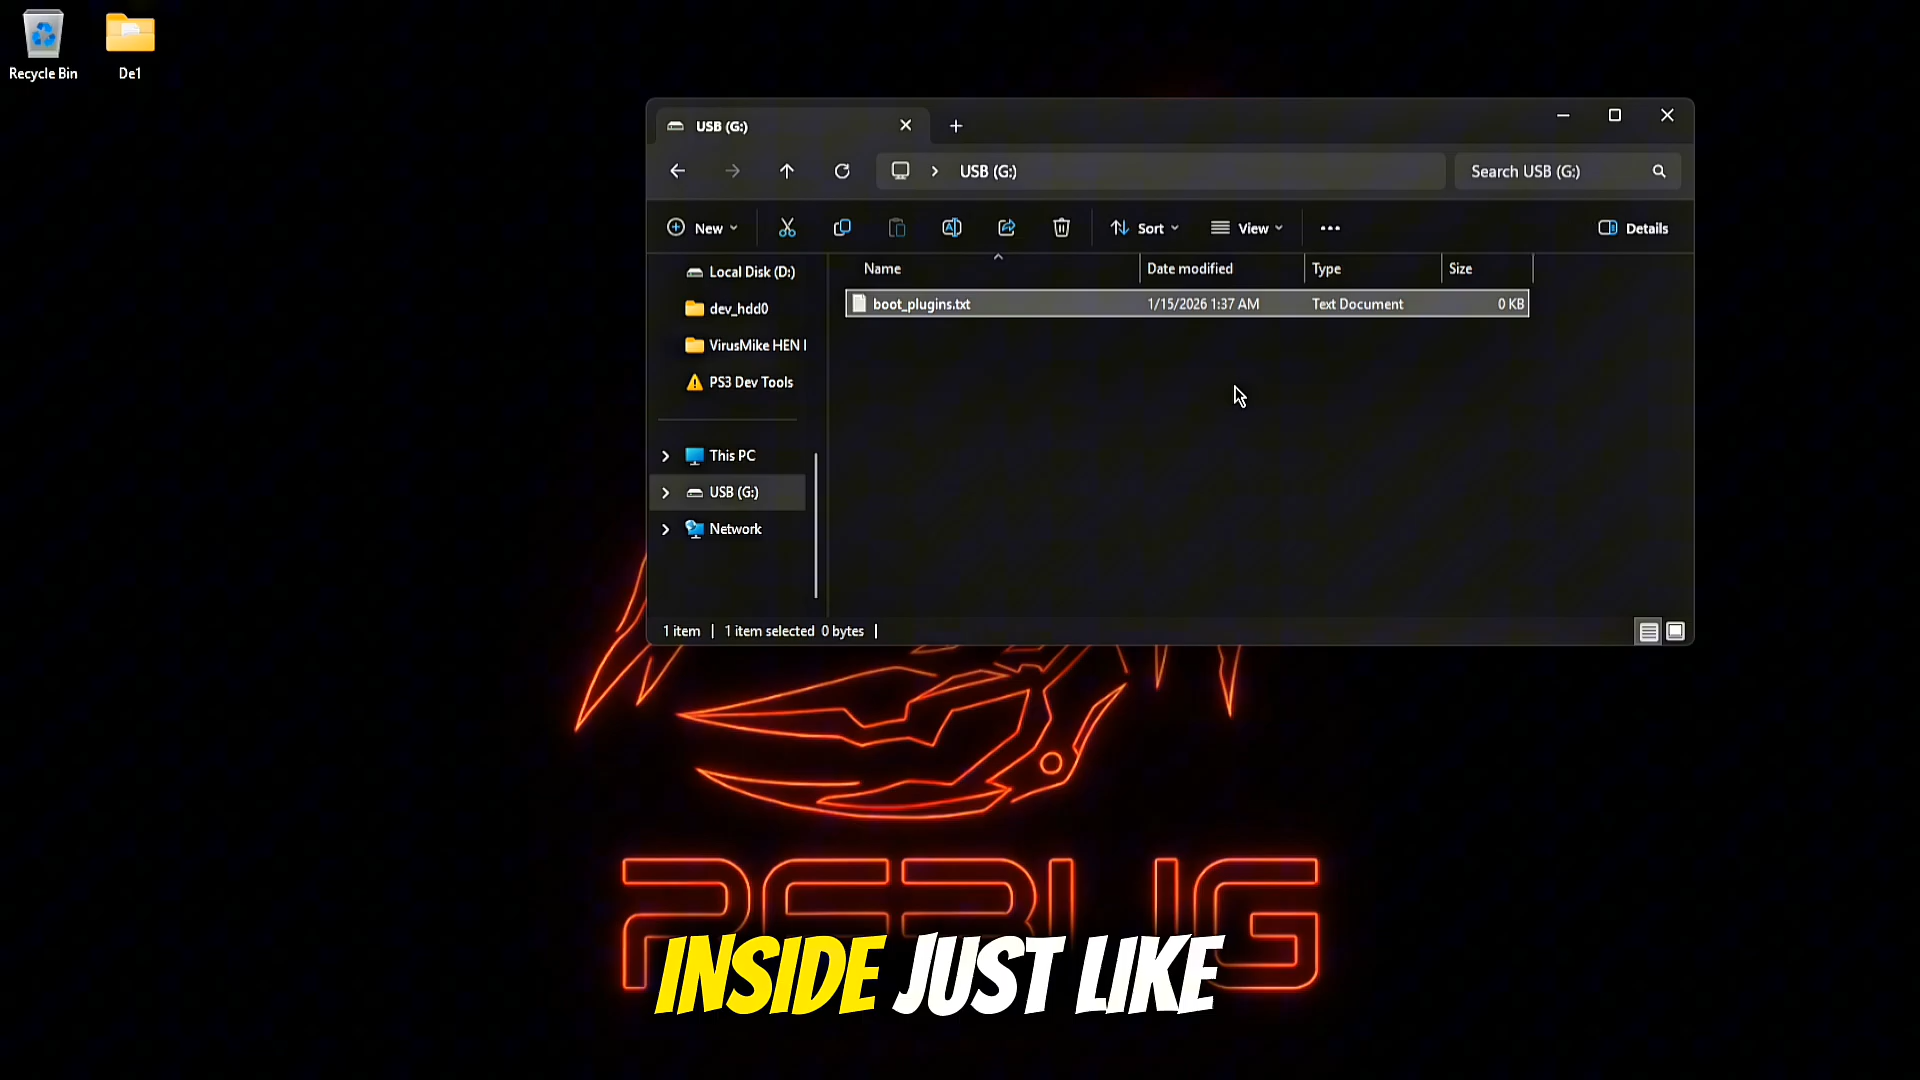 Recycle Bin
De1
USB (G:)
USB (G:)
Search USB (G:)
New
Sort
View
Details
Name
Date modified
Type
Size
boot_plugins.txt
1/15/2026 1:37 AM
Text Document
0 KB
Local Disk (D:)
dev_hdd0
VirusMike HEN I
PS3 Dev Tools
This PC
USB (G:)
Network
1 item
1 item selected 0 bytes
REBUG
INSIDE JUST LIKE